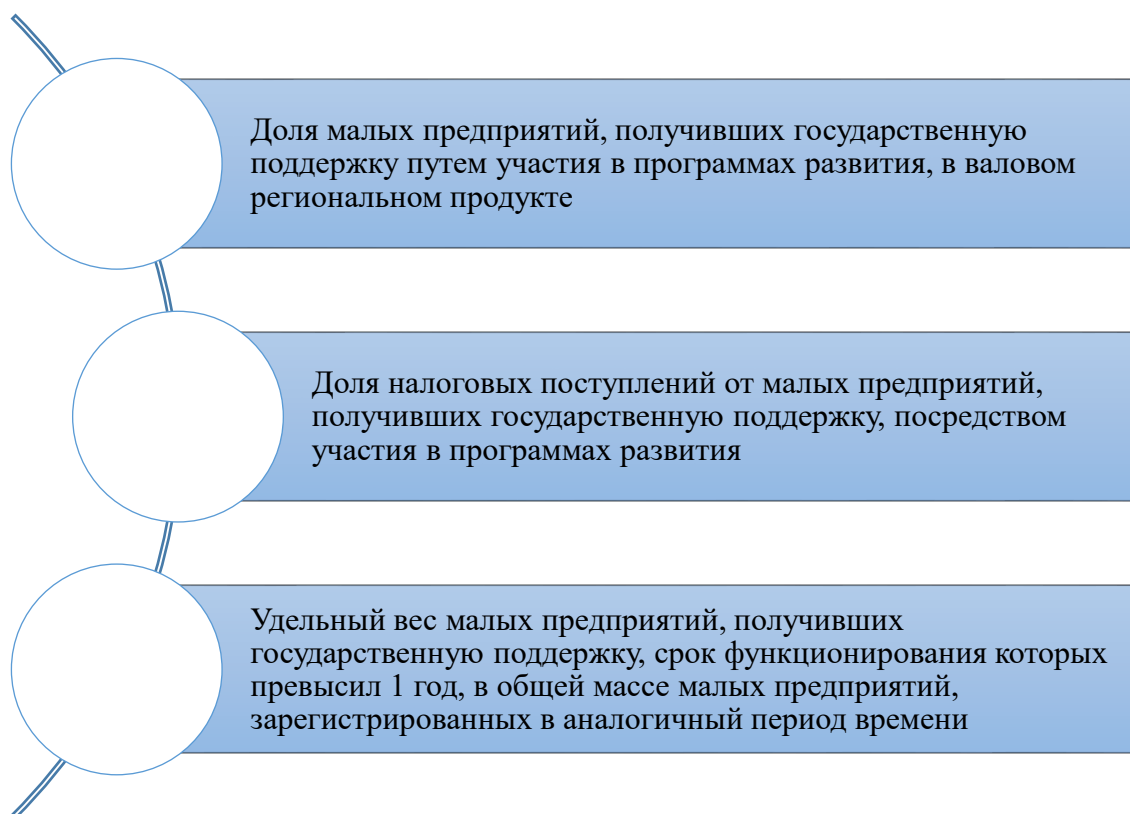 Доля малых предприятий, получивших государственную
поддержку путем участия в программах развития, в валовом
региональном продукте
Доля налоговых поступлений от малых предприятий,
получивших государственную поддержку, посредством
участия в программах развития
Удельный вес малых предприятий, получивших
государственную поддержку, срок функционирования которых
превысил 1 год, в общей массе малых предприятий,
зарегистрированных в аналогичный период времени